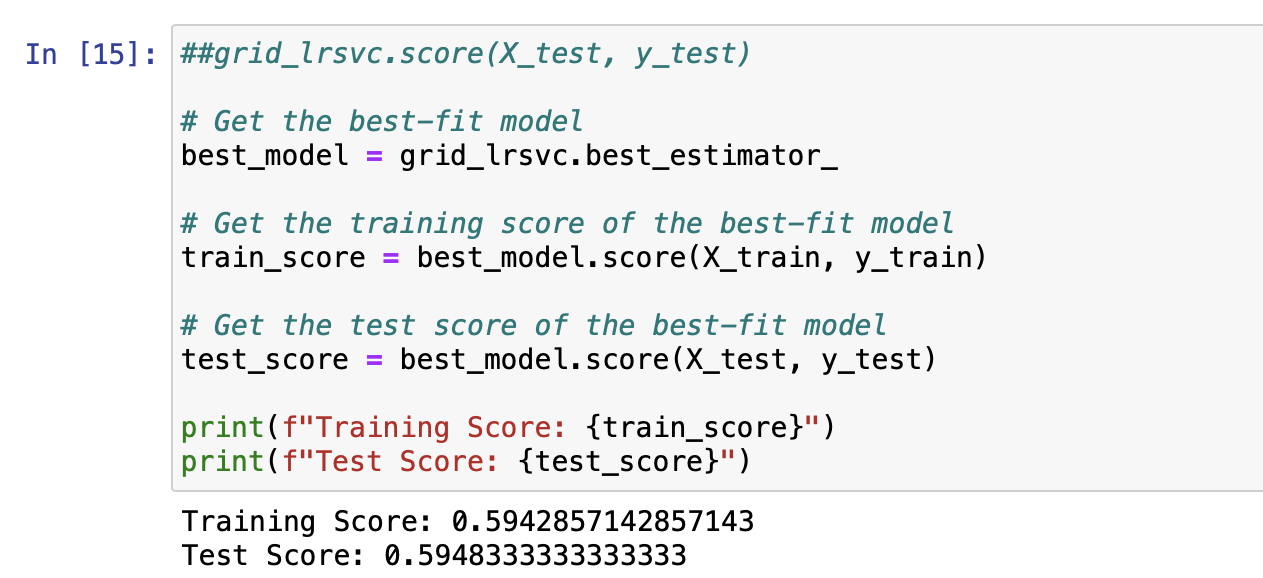 In [15]: ##grid_lrsvc.score(X_test, y_test)
# Get the best-fit model
best_model = grid_lrsvc.best_estimator_
# Get the training score of the best-fit model
train_score = best_model.score(X_train, y_train)
# Get the test score of the best-fit model
test_score = best_model.score(X_test, y_test)
print(f"Training Score: {train_score}")
print(f"Test Score: {test_score}")
Training Score: 0.5942857142857143
Test Score: 0.5948333333333333